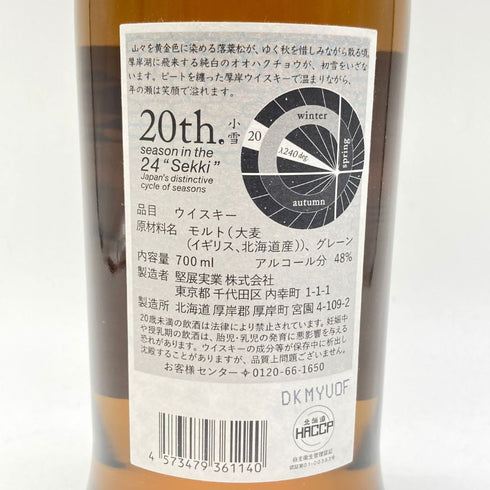 山々を黄金色に染める落葉松が、ゆく秋を惜しみながら散る頃。
厚岸湖に飛来する純白のオオハクチョウが、初雪をいざな
います。ピートを纏った厚岸ウイスキーで温まりながら、
年の瀬は笑顔で溢れます。
20th. 小雪
season in the
24 "Sekki"
Japan's distinctive
cycle of seasons
20
winter
240 deg.
spring
autumn
品目 ウイスキー
原材料名 モルト（大麦
（イギリス、北海道産））、グレーン
内容量 700 ml アルコール分 48%
製造者 堅展実業 株式会社
東京都 千代田区 内幸町 1-1-1
製造所 北海道 厚岸郡 厚岸町 宮園 4-109-2
20歳未満の飲酒は法律により禁止されています。妊娠中
や授乳期の飲酒は、胎児・乳児の発育に悪影響を与える
恐れがあります。ウイスキーの成分等が保存中に析出し
沈殿することがありますが、品質上問題ございません。
お客様センター 0120-66-1650
DKMYUOF
4 573479 361140
北海道
HACCP
自主衛生管理認証